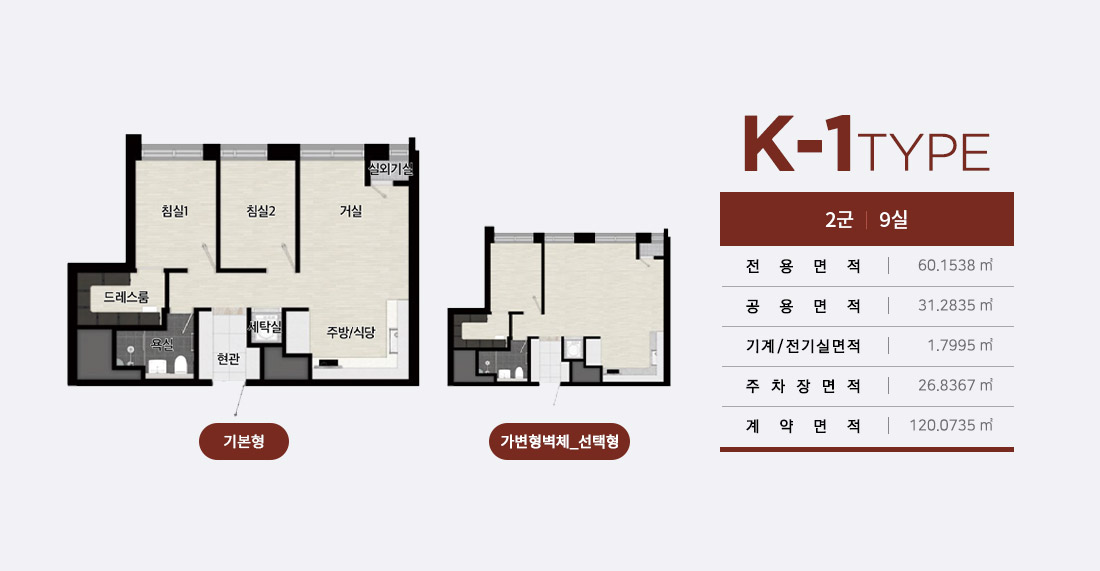 실외기실
침실1
침실2
거실
드레스룸
세탁실
주방/식당
욕실
현관
기본형
가변형벽체_선택형
K-1 TYPE
2군 | 9실
전용면적 | 60.1538 ㎡
공용면적 | 31.2835 ㎡
기계/전기실면적 | 1.7995 ㎡
주차장면적 | 26.8367 ㎡
계약면적 | 120.0735 ㎡